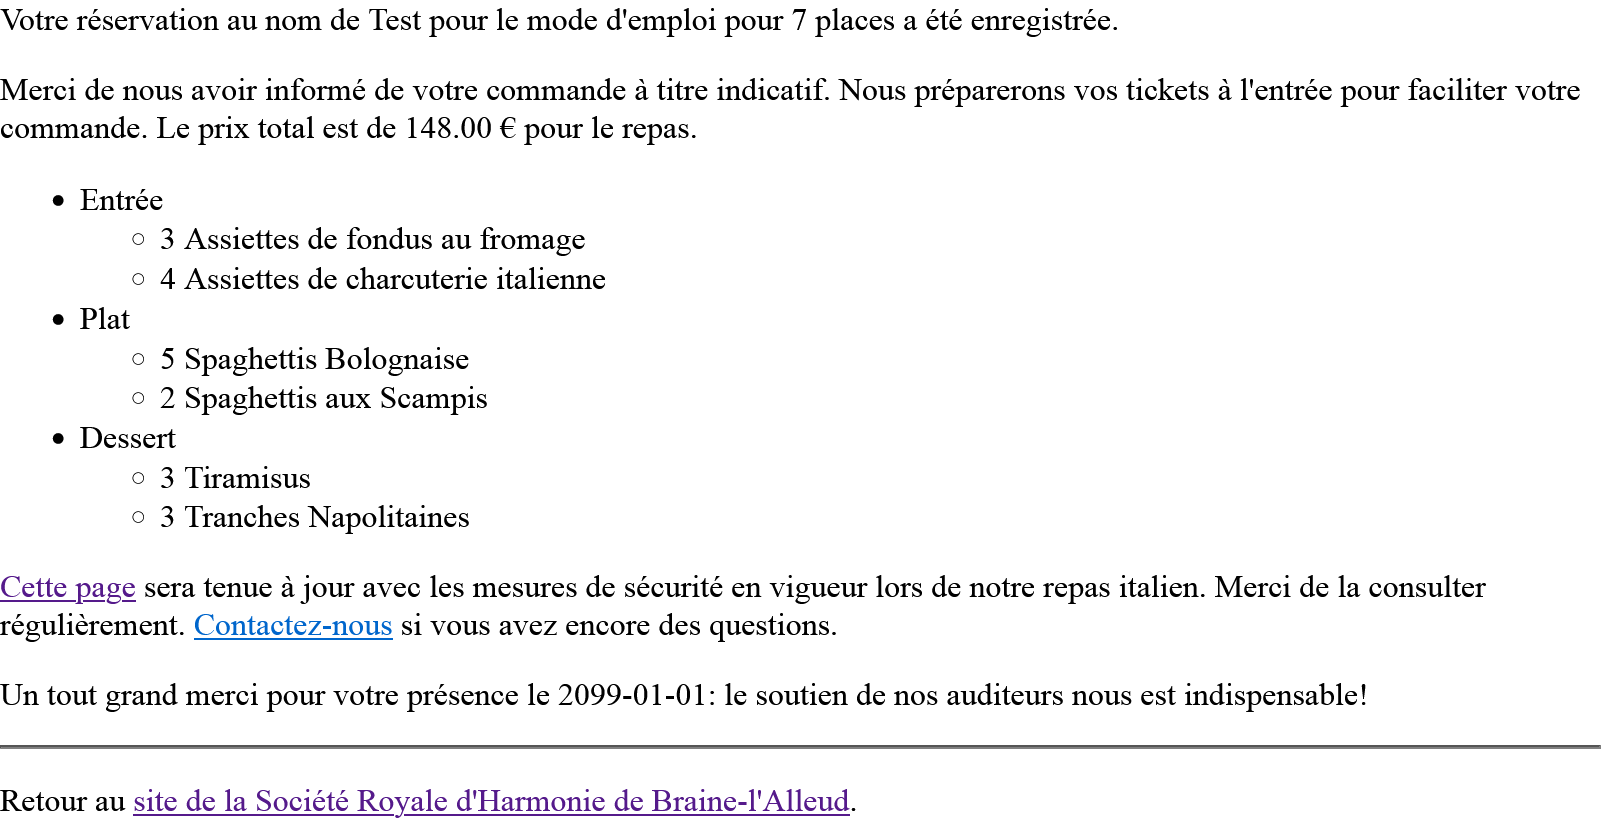 Votre réservation au nom de Test pour le mode d'emploi pour 7 places a été enregistrée.
Merci de nous avoir informé de votre commande à titre indicatif. Nous préparerons vos tickets à l'entrée pour faciliter votre
commande. Le prix total est de 148.00 € pour le repas.
Entrée
3 Assiettes de fondus au fromage
4 Assiettes de charcuterie italienne
Plat
5 Spaghettis Bolognaise
2 Spaghettis aux Scampis
Dessert
3 Tiramisus
3 Tranches Napolitaines
Cette page sera tenue à jour avec les mesures de sécurité en vigueur lors de notre repas italien. Merci de la consulter
régulièrement. Contactez-nous si vous avez encore des questions.
Un tout grand merci pour votre présence le 2099-01-01: le soutien de nos auditeurs nous est indispensable!
Retour au site de la Société Royale d'Harmonie de Braine-l'Alleud.